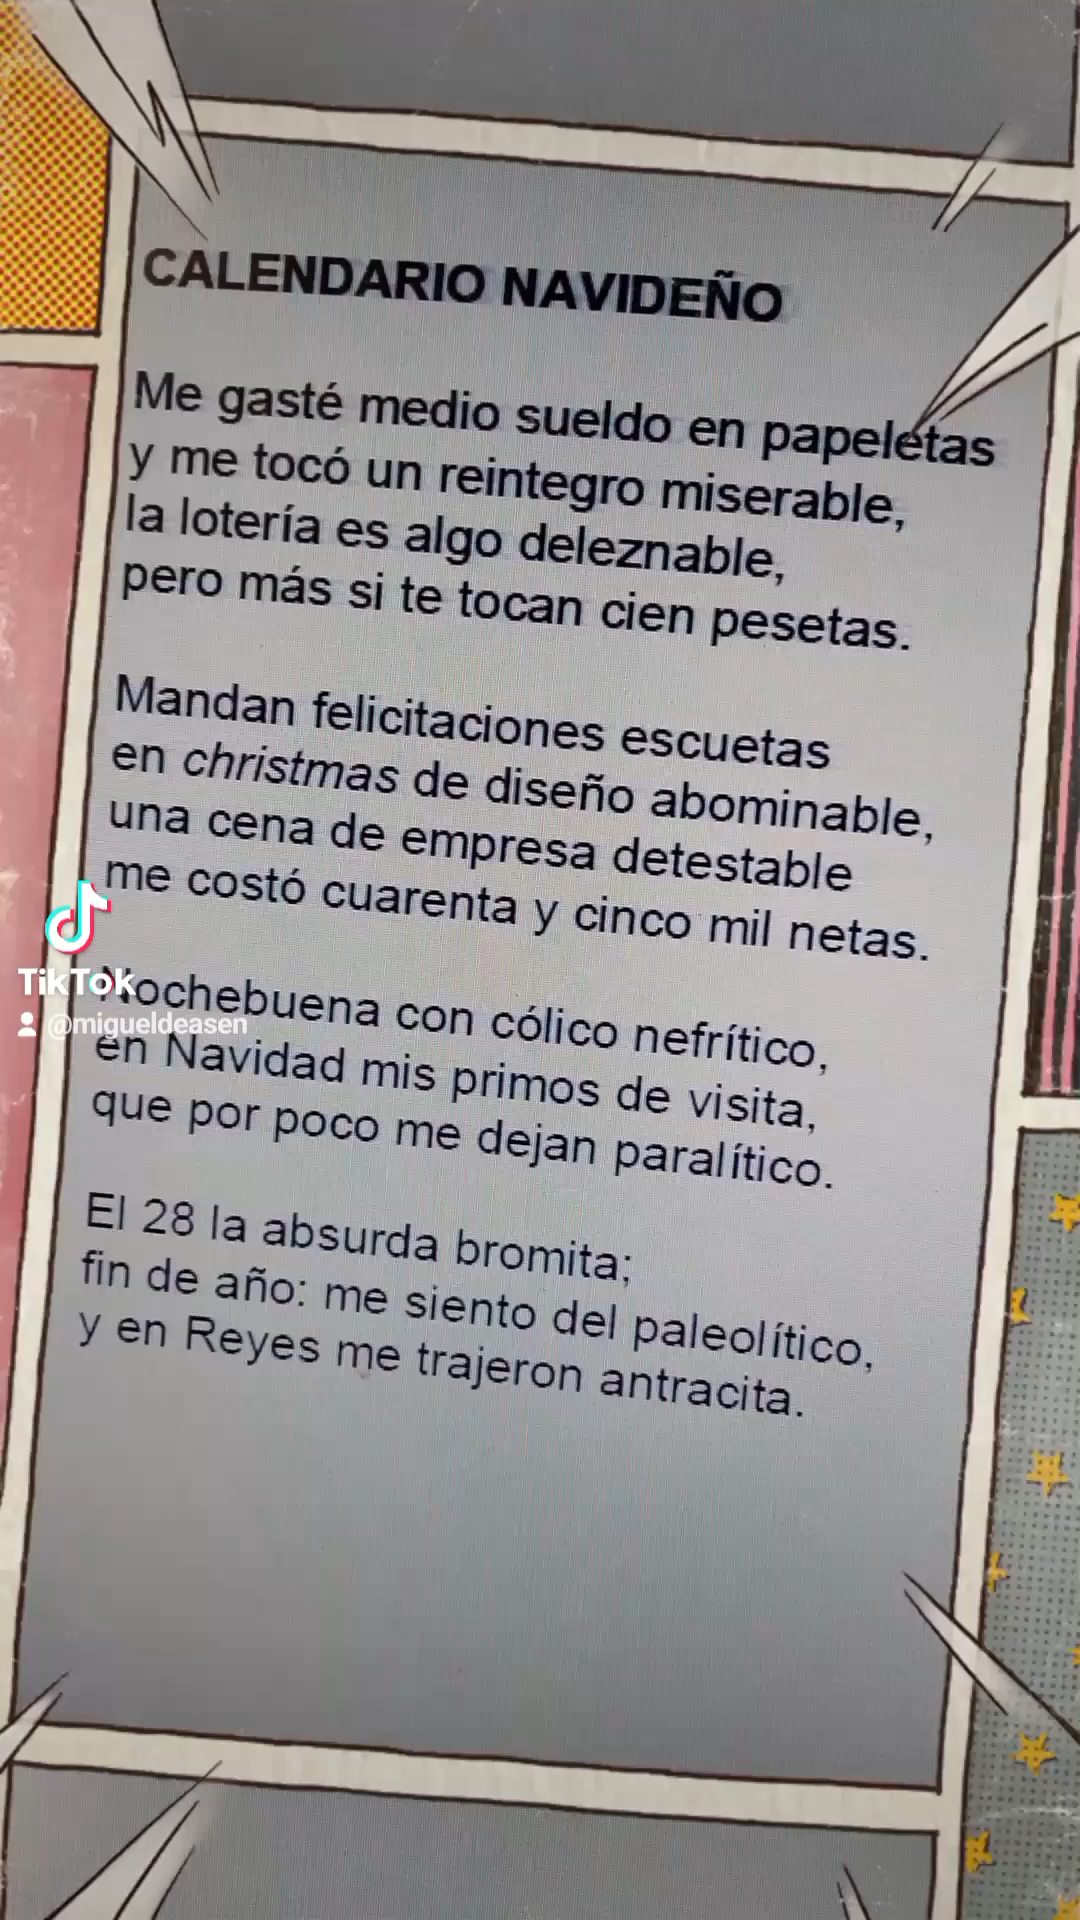 CALENDARIO NAVIDEÑO
Me gasté medio sueldo en papeletas
y me tocó un reintegro miserable,
la lotería es algo deleznable,
pero más si te tocan cien pesetas.
Mandan felicitaciones escuetas
en christmas de diseño abominable,
una cena de empresa detestable
me costó cuarenta y cinco mil netas.
Nochebuena con cólico nefrítico,
en Navidad mis primos de visita,
que por poco me dejan paralítico.
El 28 la absurda bromita;
fin de año: me siento del paleolítico,
y en Reyes me trajeron antracita.
TikTok
@migueldeasen